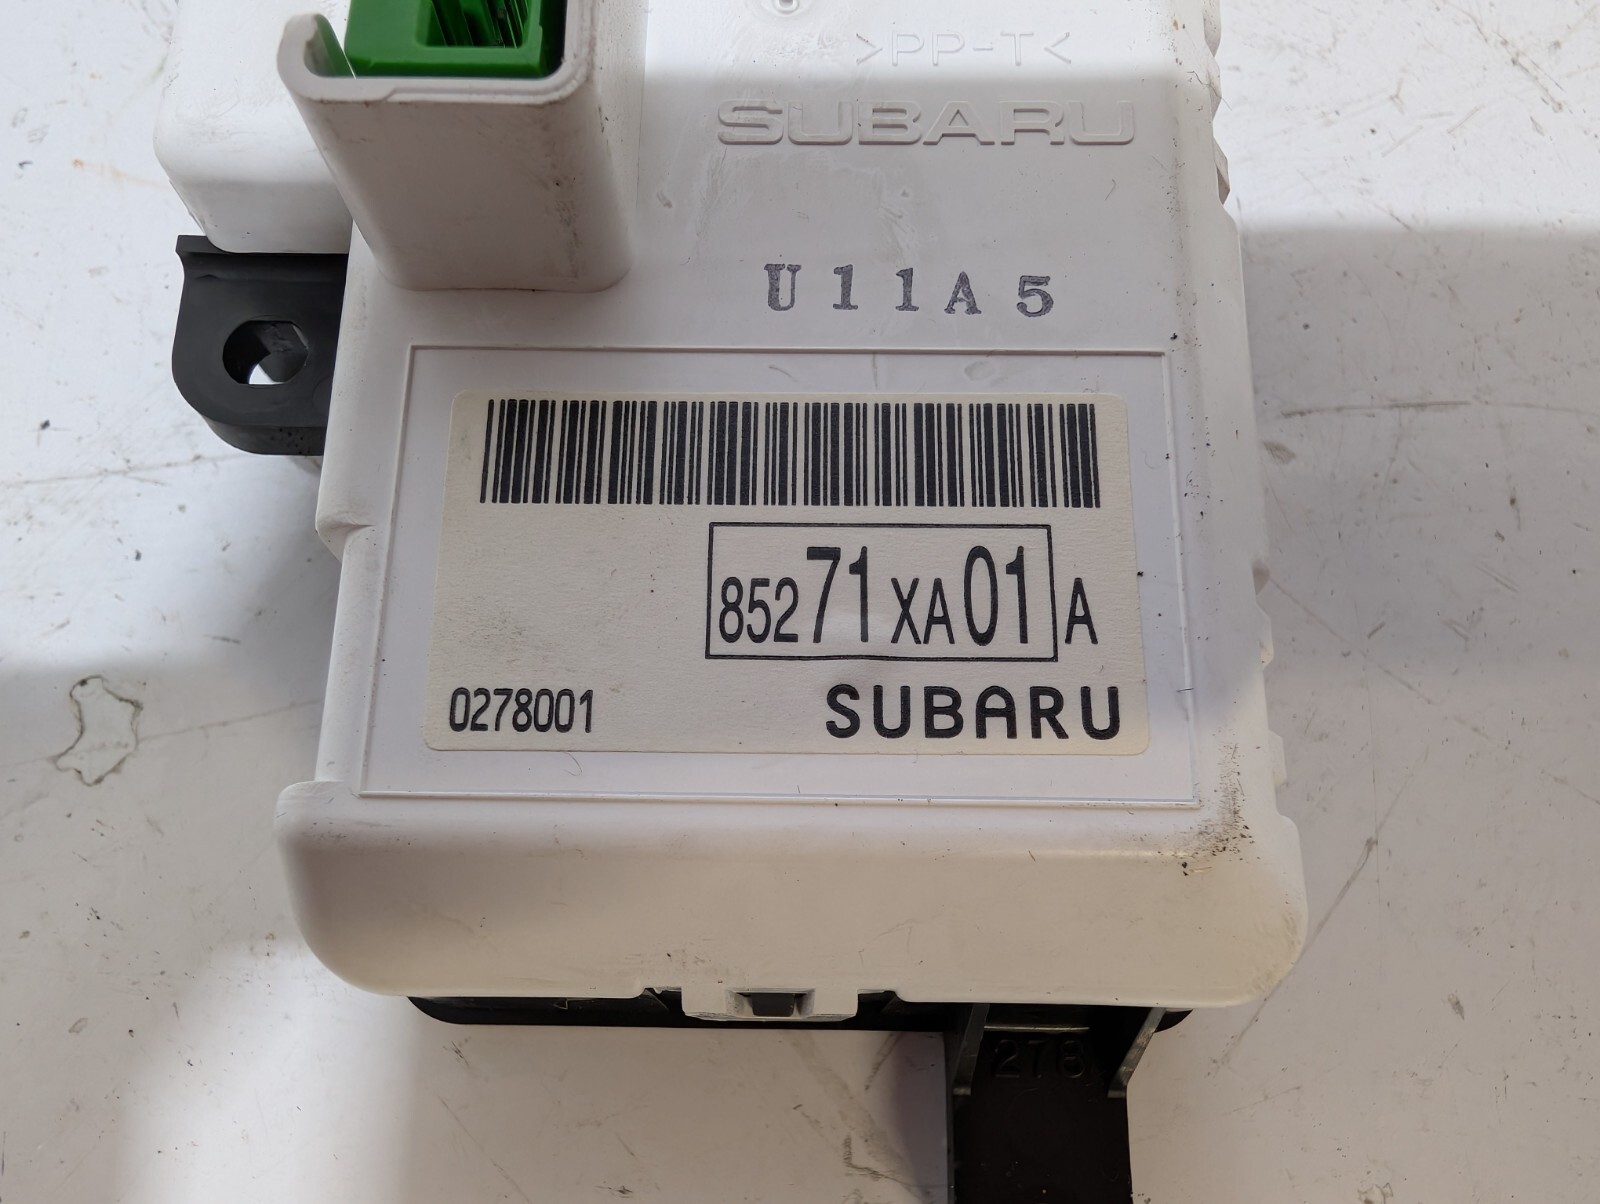 >PP-T<
SUBARU
U11A5
85271XA01A
0278001
SUBARU
278